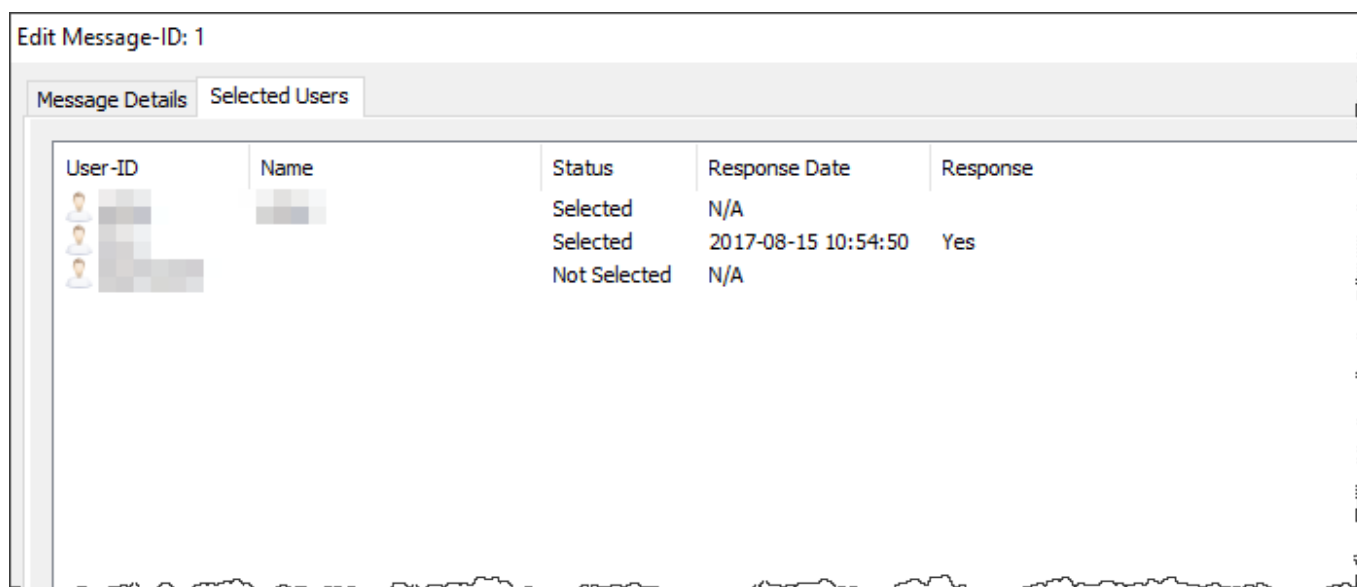 Edit Message-ID: 1
Message Details Selected Users
User-ID Name Status Response Date Response
Selected N/A
Selected 2017-08-15 10:54:50 Yes
Not Selected N/A